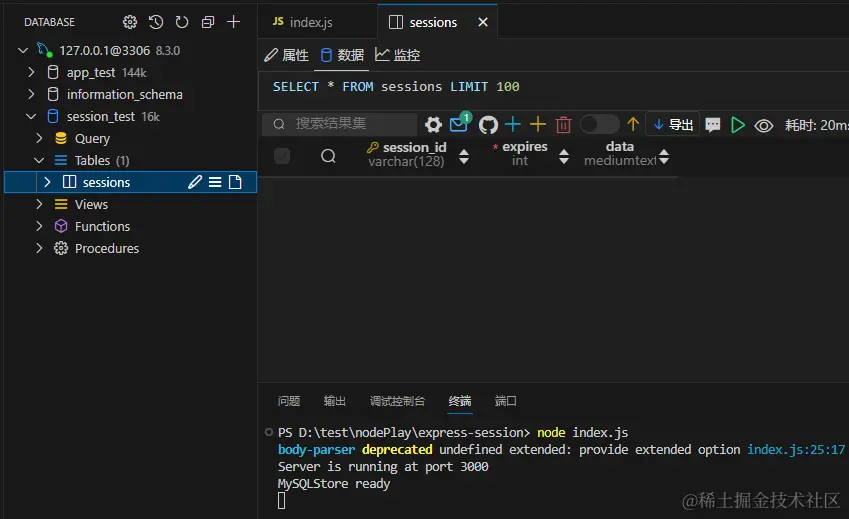 DATABASE
127.0.0.1@3306 8.3.0
app_test 144k
information_schema
session_test 16k
Query
Tables (1)
sessions
Views
Functions
Procedures
JS index.js
sessions
属性 数据 监控
SELECT * FROM sessions LIMIT 100
搜索结果集 1 导出 耗时: 20ms
session_id * expires data
varchar(128) int mediumtext
问题 输出 调试控制台 终端 端口
PS D:\test\nodePlay\express-session> node index.js
body-parser deprecated undefined extended: provide extended option index.js:25:17
Server is running at port 3000
MySQLStore ready
@稀土掘金技术社区